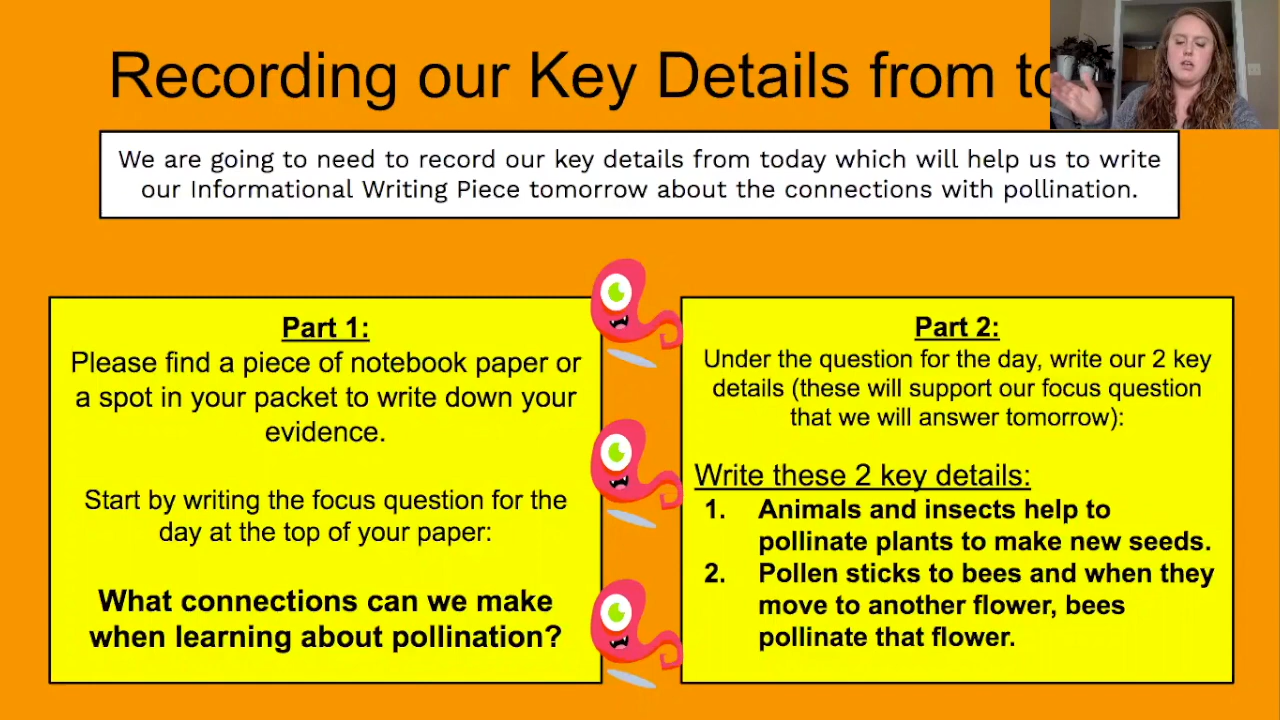 Recording our Key Details from
We are going to need to record our key details from today which will help us to write
our Informational Writing Piece tomorrow about the connections with pollination.
Part 1:
Please find a piece of notebook paper or
a spot in your packet to write down your
evidence.
Start by writing the focus question for the
day at the top of your paper:
What connections can we make
when learning about pollination?
Part 2:
Under the question for the day, write our 2 key
details (these will support our focus question
that we will answer tomorrow):
Write these 2 key details:
1. Animals and insects help to
pollinate plants to make new seeds.
2. Pollen sticks to bees and when they
move to another flower, bees
pollinate that flower.